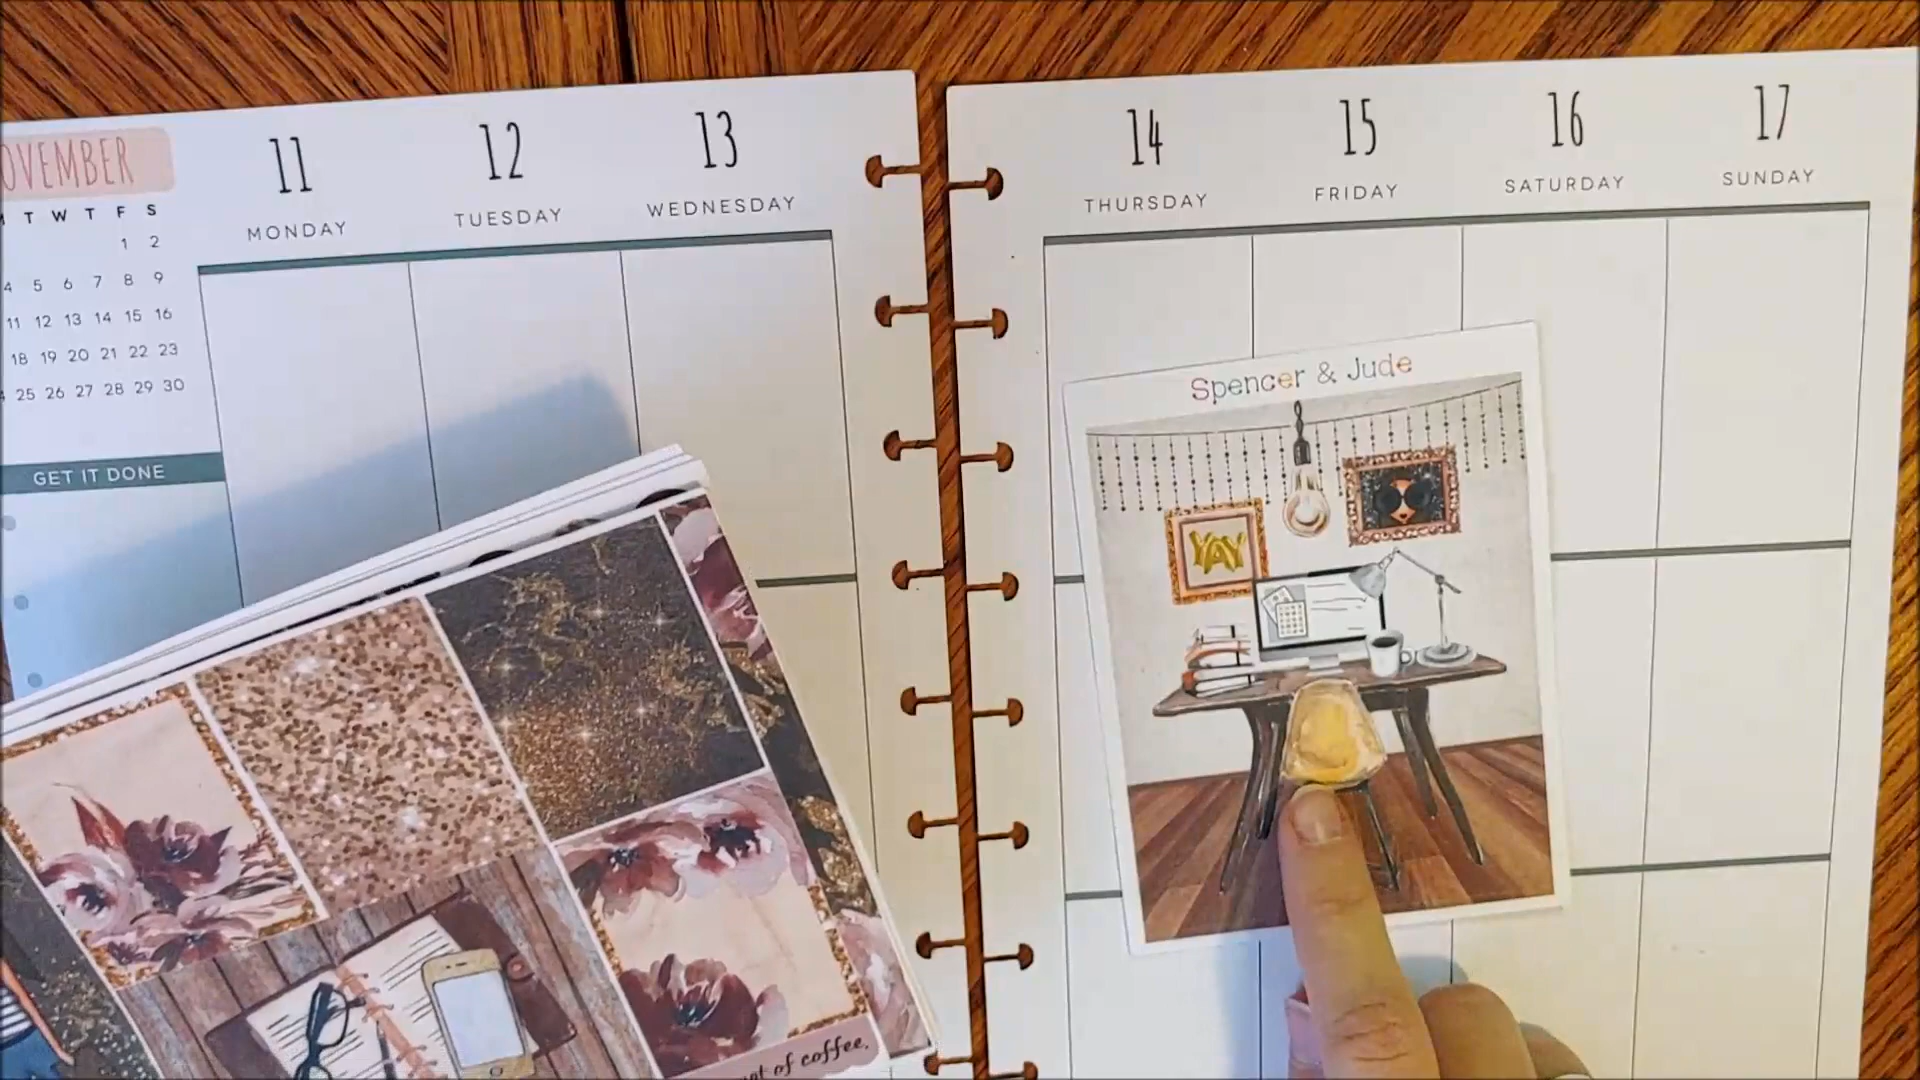 OVEMBER
T W T F S
1 2
4 5 6 7 8 9
11 12 13 14 15 16
18 19 20 21 22 23
25 26 27 28 29 30
GET IT DONE
11
MONDAY
12
TUESDAY
13
WEDNESDAY
14
THURSDAY
15
FRIDAY
16
SATURDAY
17
SUNDAY
Spencer & Jude
YAY
of coffee.